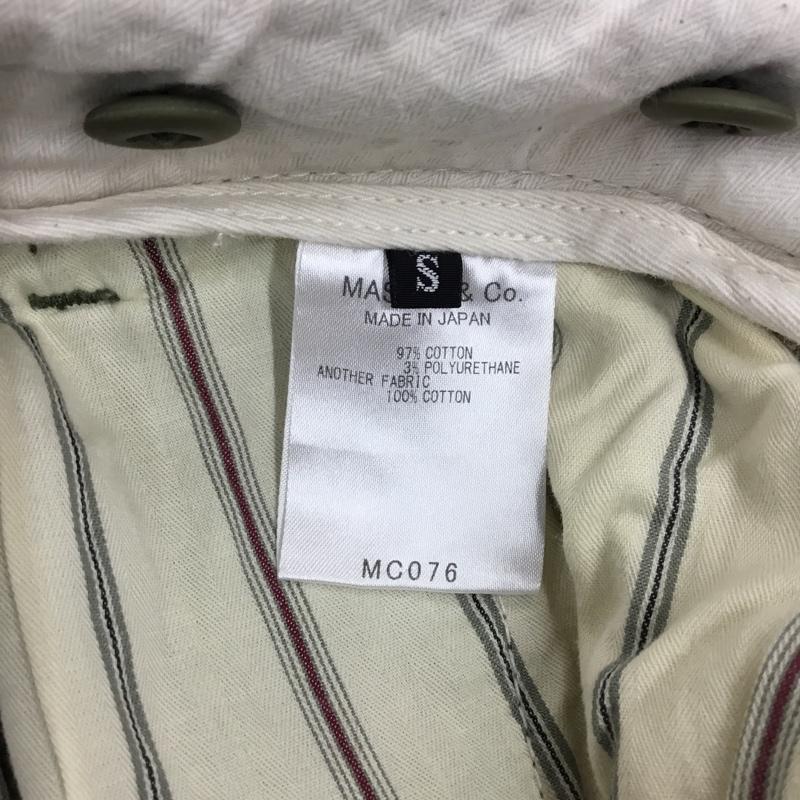 S
MAS & Co.
MADE IN JAPAN
97% COTTON
3% POLYURETHANE
ANOTHER FABRIC
100% COTTON
MC076